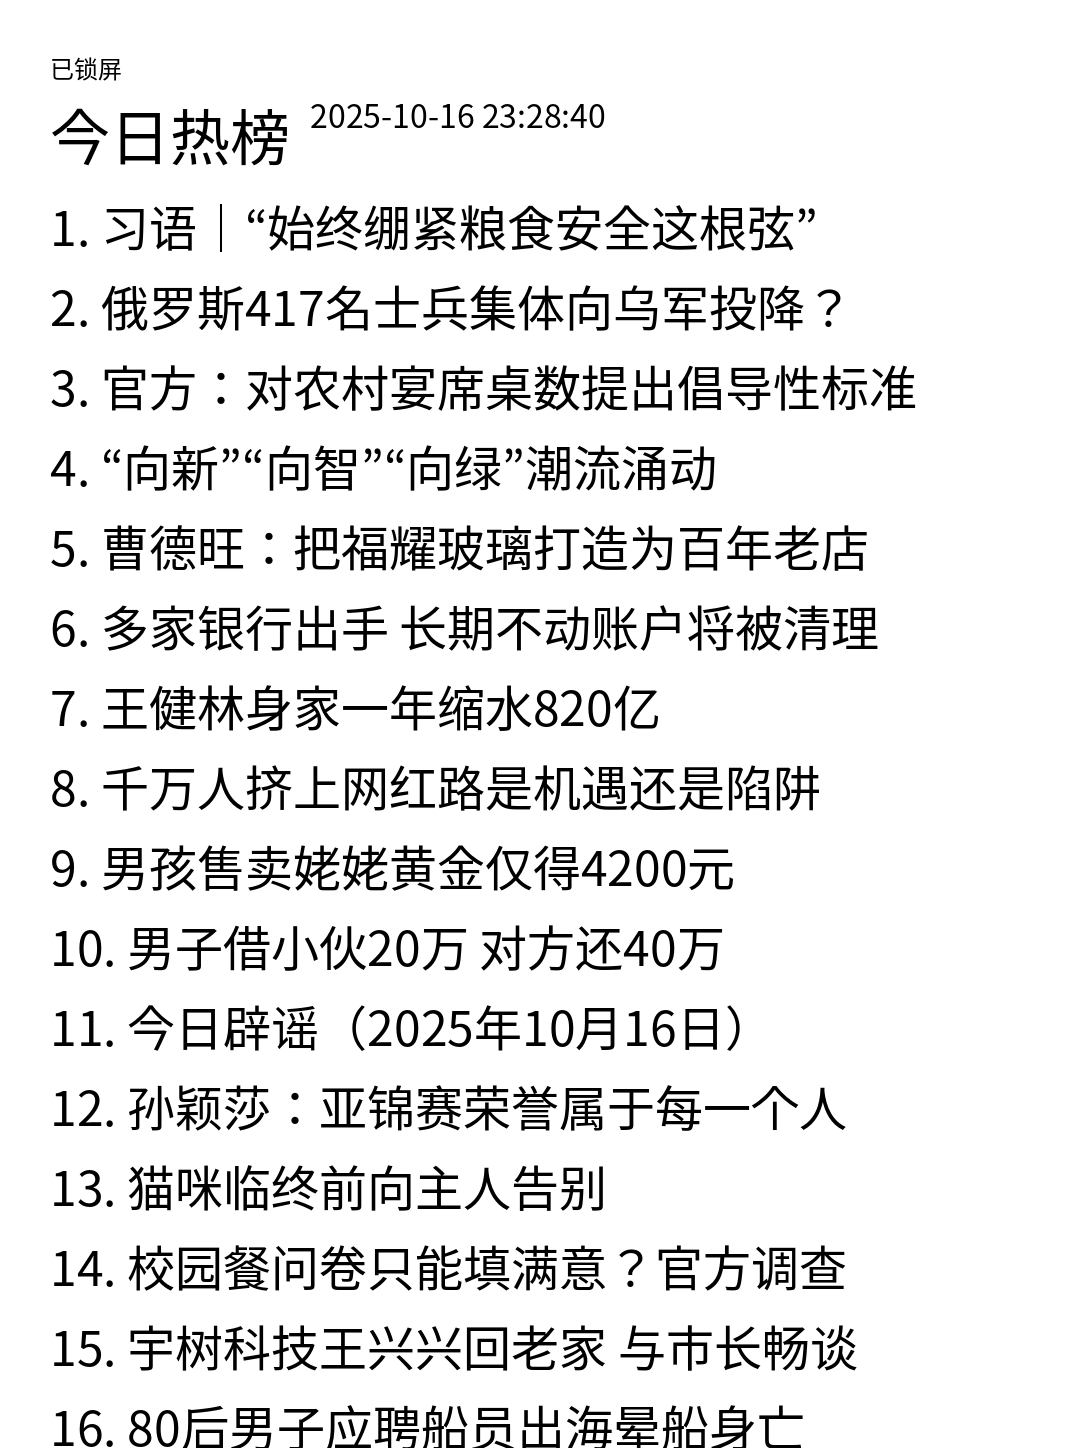 已锁屏
今日热榜 2025-10-16 23:28:40
1. 习语｜“始终绷紧粮食安全这根弦”
2. 俄罗斯417名士兵集体向乌军投降？
3. 官方：对农村宴席桌数提出倡导性标准
4. “向新”“向智”“向绿”潮流涌动
5. 曹德旺：把福耀玻璃打造为百年老店
6. 多家银行出手 长期不动账户将被清理
7. 王健林身家一年缩水820亿
8. 千万人挤上网红路是机遇还是陷阱
9. 男孩售卖姥姥黄金仅得4200元
10. 男子借小伙20万 对方还40万
11. 今日辟谣（2025年10月16日）
12. 孙颖莎：亚锦赛荣誉属于每一个人
13. 猫咪临终前向主人告别
14. 校园餐问卷只能填满意？官方调查
15. 宇树科技王兴兴回老家 与市长畅谈
16. 80后男子应聘船员出海晕船身亡